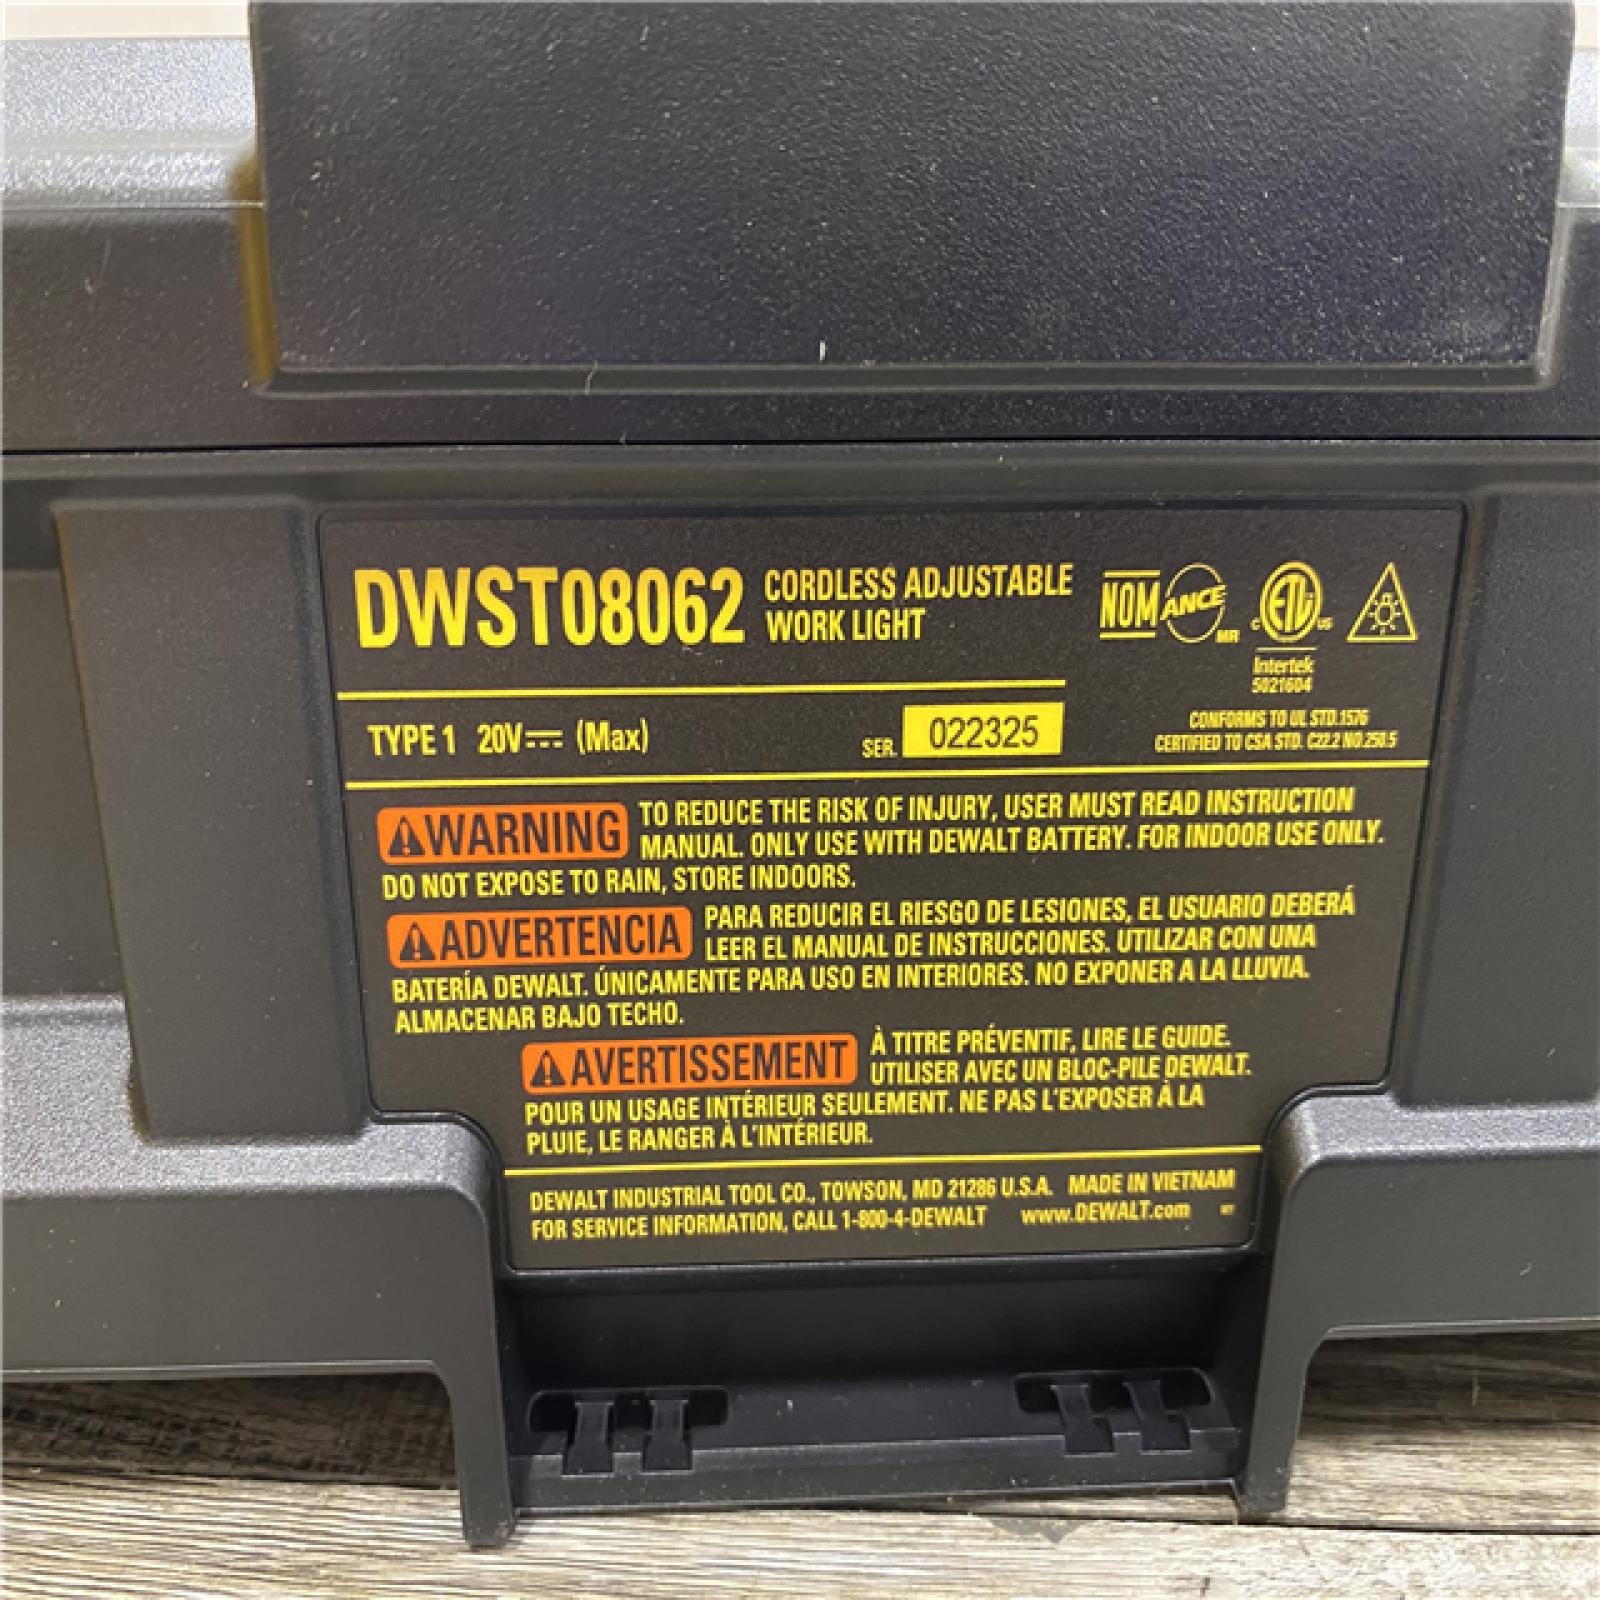 DWST08062 CORDLESS ADJUSTABLE
WORK LIGHT
NOM ANCE MR
C ETL US
Intertek
5021604
TYPE 1 20V (Max)
SER. 022325
CONFORMS TO UL STD.1576
CERTIFIED TO CSA STD. C22.2 NO.250.5
WARNING TO REDUCE THE RISK OF INJURY, USER MUST READ INSTRUCTION
MANUAL. ONLY USE WITH DEWALT BATTERY. FOR INDOOR USE ONLY.
DO NOT EXPOSE TO RAIN, STORE INDOORS.
ADVERTENCIA PARA REDUCIR EL RIESGO DE LESIONES, EL USUARIO DEBERÁ
LEER EL MANUAL DE INSTRUCCIONES. UTILIZAR CON UNA
BATERÍA DEWALT. ÚNICAMENTE PARA USO EN INTERIORES. NO EXPONER A LA LLUVIA.
ALMACENAR BAJO TECHO.
AVERTISSEMENT À TITRE PRÉVENTIF, LIRE LE GUIDE.
UTILISER AVEC UN BLOC-PILE DEWALT.
POUR UN USAGE INTÉRIEUR SEULEMENT. NE PAS L'EXPOSER À LA
PLUIE, LE RANGER À L'INTÉRIEUR.
DEWALT INDUSTRIAL TOOL CO., TOWSON, MD 21286 U.S.A. MADE IN VIETNAM
FOR SERVICE INFORMATION, CALL 1-800-4-DEWALT www.DEWALT.com